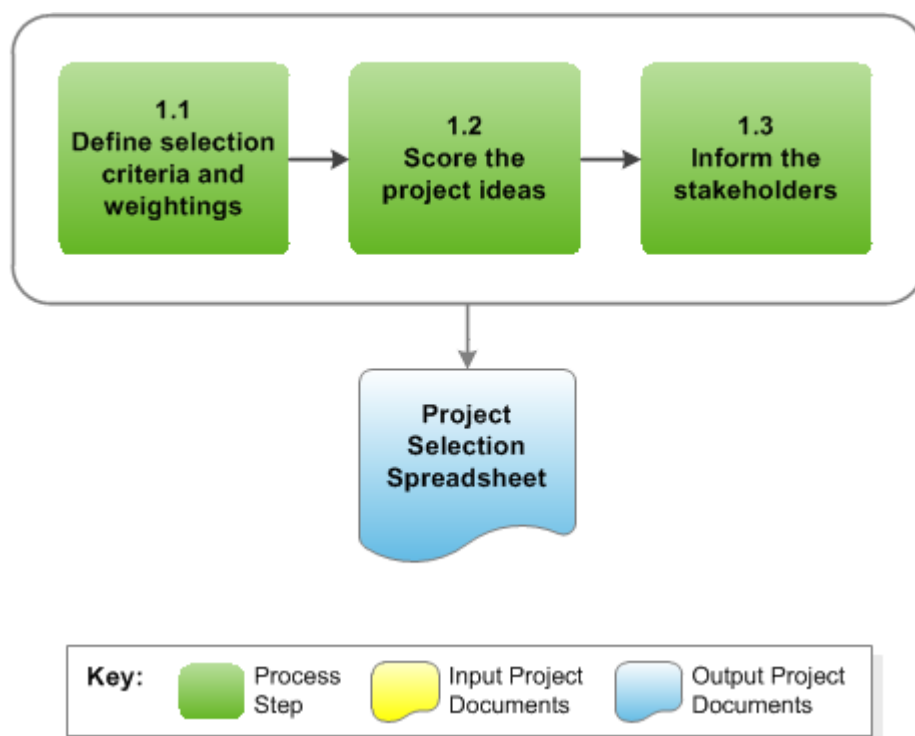 1.1
Define selection
criteria and
weightings
1.2
Score the
project ideas
1.3
Inform the
stakeholders
Project
Selection
Spreadsheet
Key:
Process
Step
Input Project
Documents
Output Project
Documents